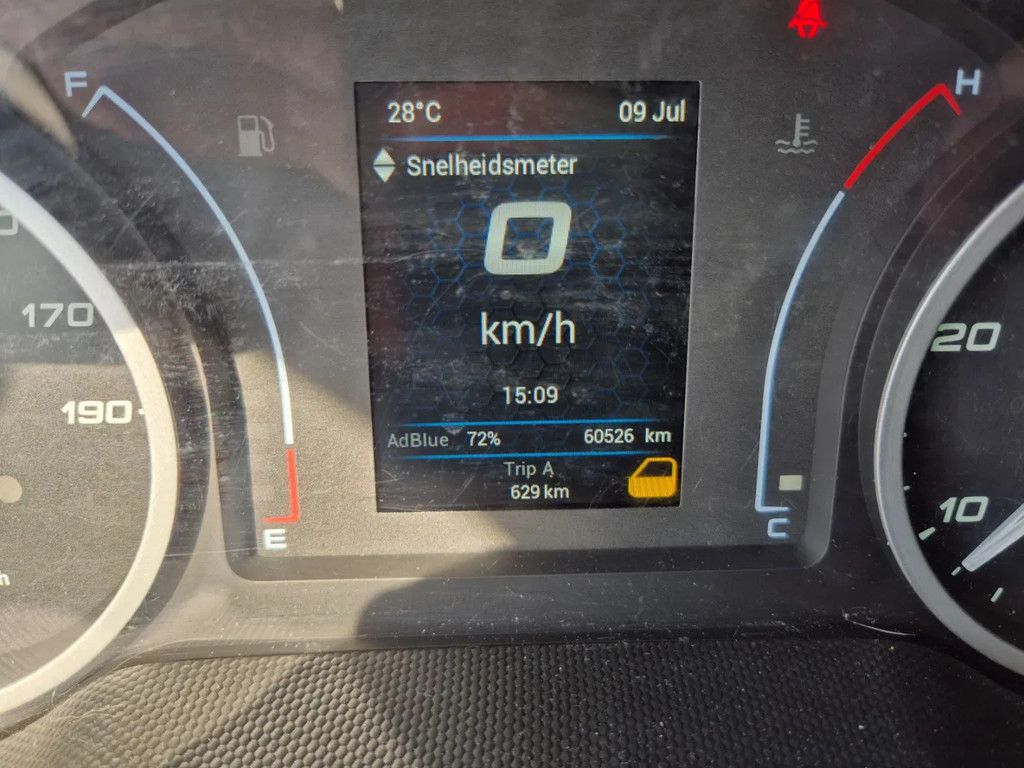 F
H
28°C 09 Jul
Snelheidsmeter
0
km/h
170
20
190
15:09
AdBlue 72% 60526 km
Trip A
629 km
10
E
C
h